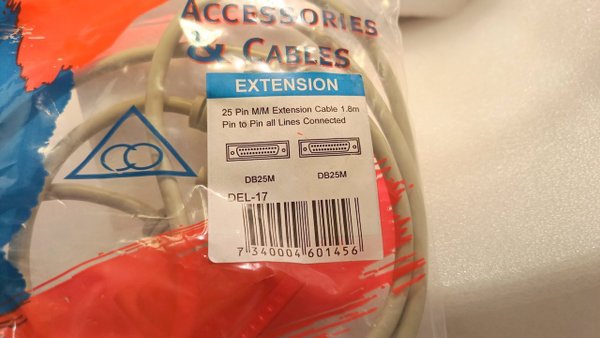 ACCESSORIES
& CABLES
EXTENSION
25 Pin M/M Extension Cable 1.8m
Pin to Pin all Lines Connected
DB25M DB25M
DEL-17
7 340004 601456